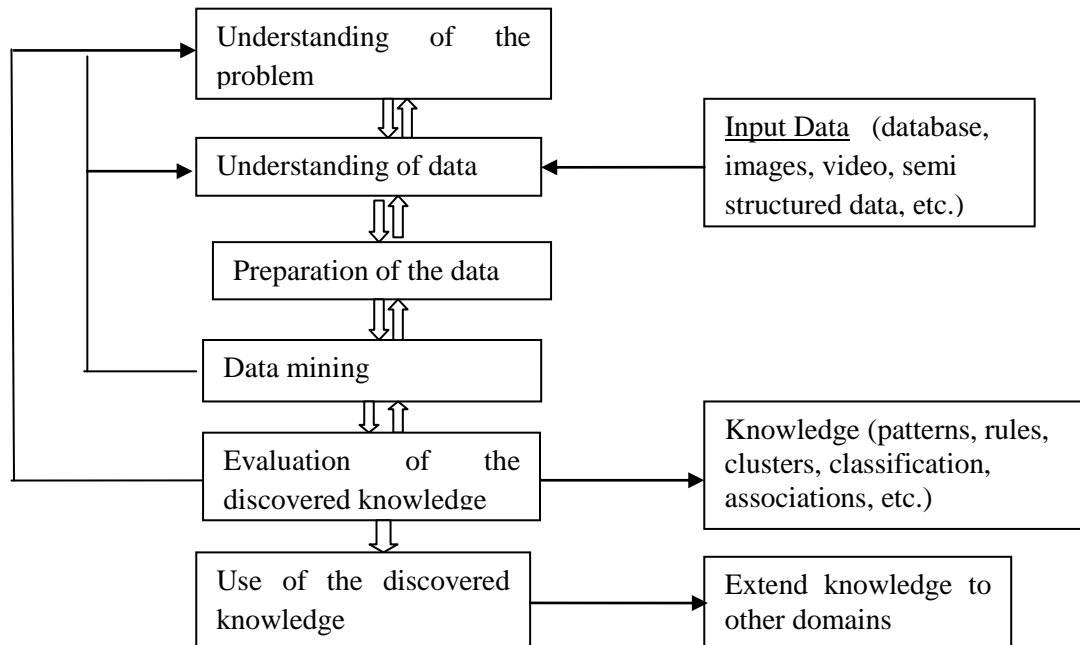 Understanding of the
problem
Understanding of data
Input Data (database,
images, video, semi
structured data, etc.)
Preparation of the data
Data mining
Evaluation of the
discovered knowledge
Knowledge (patterns, rules,
clusters, classification,
associations, etc.)
Use of the discovered
knowledge
Extend knowledge to
other domains